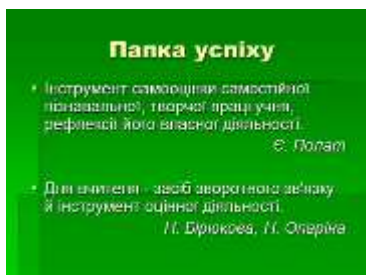 Папка успіху
Інструмент самооцінки самостійної
пізнавальної, творчої праці учня,
рефлексії його власної діяльності.
Є. Полат
Для вчителя - засіб зворотного зв'язку
й інструмент оцінної діяльності.
Н. Бірюкова, Н. Опаріна